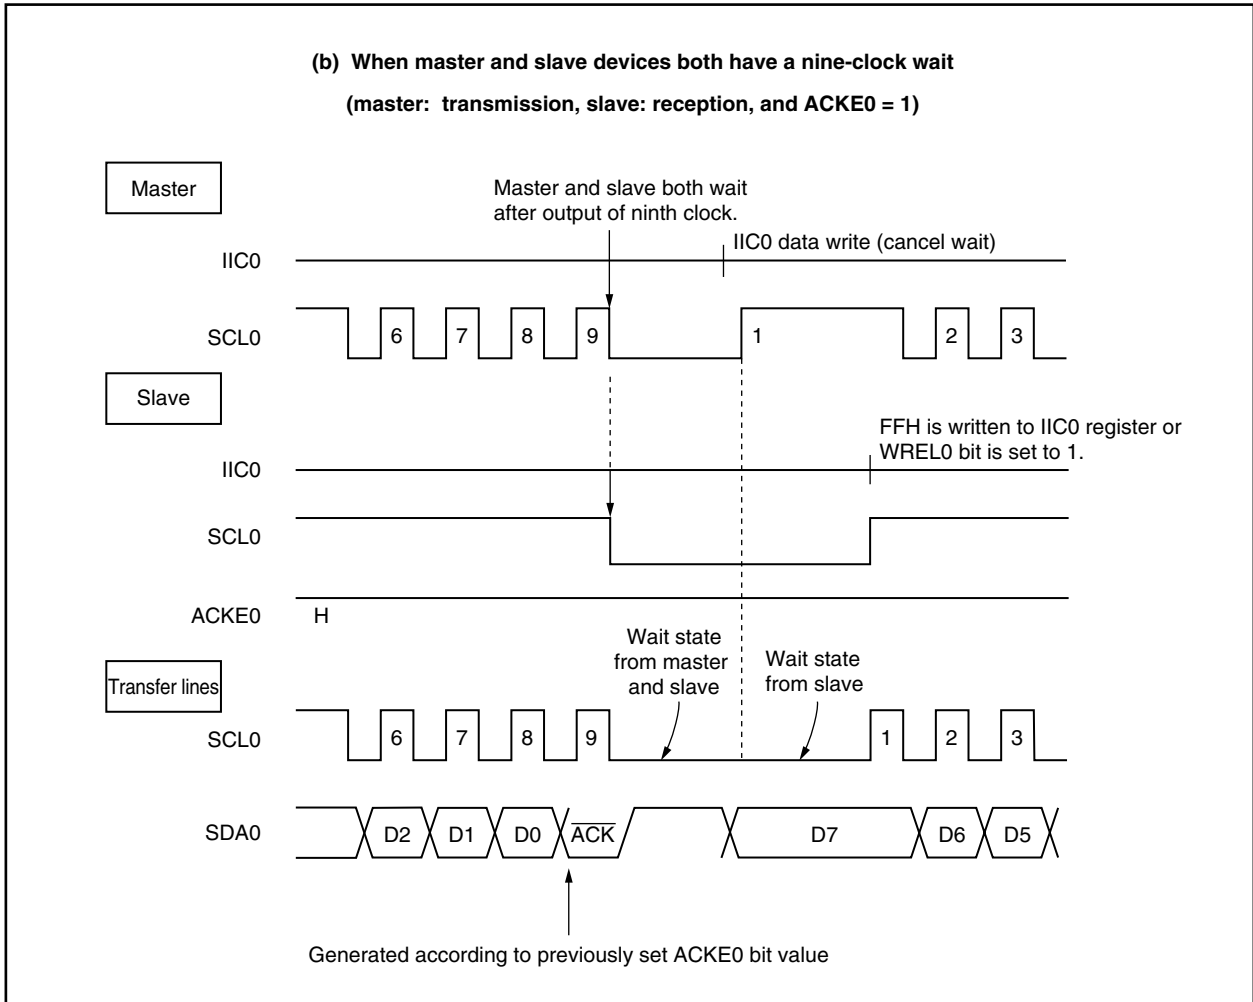 (b) When master and slave devices both have a nine-clock wait
(master: transmission, slave: reception, and ACKE0 = 1)
Master
Master and slave both wait
after output of ninth clock.
IIC0 data write (cancel wait)
IIC0
SCL0
6 7 8 9 1 2 3
Slave
FFH is written to IIC0 register or
WREL0 bit is set to 1.
IIC0
SCL0
ACKE0 H
Wait state
from master
and slave
Wait state
from slave
Transfer lines
SCL0
6 7 8 9 1 2 3
SDA0
D2 D1 D0 ACK D7 D6 D5
Generated according to previously set ACKE0 bit value